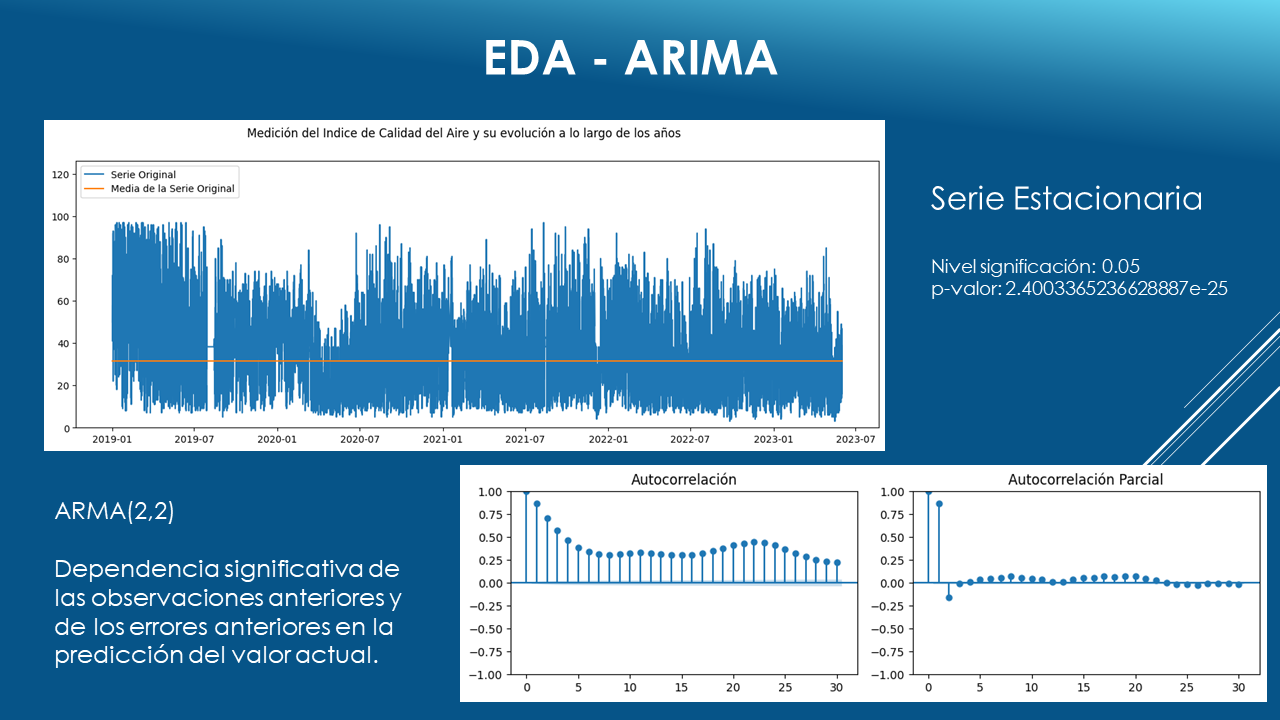 EDA - ARIMA
Medición del Indice de Calidad del Aire y su evolución a lo largo de los años
Serie Original
Media de la Serie Original
120
100
80
60
40
20
0
2019-01 2019-07 2020-01 2020-07 2021-01 2021-07 2022-01 2022-07 2023-01 2023-07
Serie Estacionaria
Nivel significación: 0.05
p-valor: 2.4003365236628887e-25
ARMA(2,2)
Dependencia significativa de
las observaciones anteriores y
de los errores anteriores en la
predicción del valor actual.
Autocorrelación
1.00
0.75
0.50
0.25
0.00
−0.25
−0.50
−0.75
−1.00
0 5 10 15 20 25 30
Autocorrelación Parcial
1.00
0.75
0.50
0.25
0.00
−0.25
−0.50
−0.75
−1.00
0 5 10 15 20 25 30